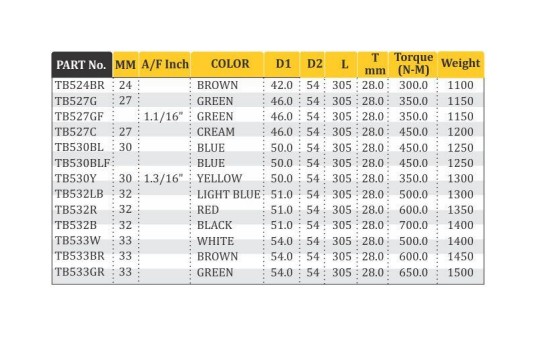 PART No. MM A/F Inch COLOR D1 D2 L T mm Torque (N-M) Weight
TB524BR 24 BROWN 42.0 54 305 28.0 300.0 1100
TB527G 27 GREEN 46.0 54 305 28.0 350.0 1150
TB527GF 1.1/16" GREEN 46.0 54 305 28.0 350.0 1150
TB527C 27 CREAM 46.0 54 305 28.0 450.0 1200
TB530BL 30 BLUE 50.0 54 305 28.0 450.0 1250
TB530BLF BLUE 50.0 54 305 28.0 450.0 1250
TB530Y 30 1.3/16" YELLOW 50.0 54 305 28.0 350.0 1300
TB532LB 32 LIGHT BLUE 51.0 54 305 28.0 500.0 1300
TB532R 32 RED 51.0 54 305 28.0 600.0 1350
TB532B 32 BLACK 51.0 54 305 28.0 700.0 1400
TB533W 33 WHITE 54.0 54 305 28.0 500.0 1400
TB533BR 33 BROWN 54.0 54 305 28.0 600.0 1450
TB533GR 33 GREEN 54.0 54 305 28.0 650.0 1500